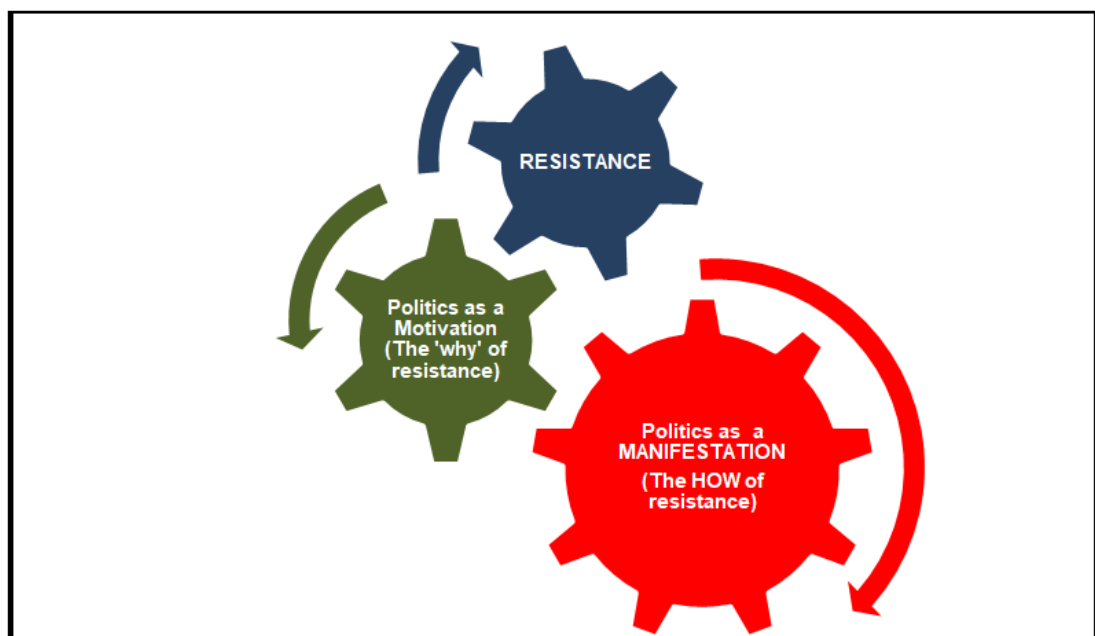 RESISTANCE
Politics as a
Motivation
(The 'why' of
resistance)
Politics as  a
MANIFESTATION
(The HOW of
resistance)